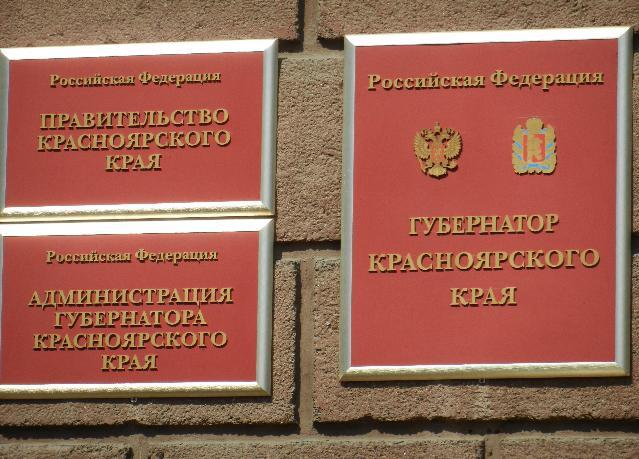 Российская Федерация
ПРАВИТЕЛЬСТВО
КРАСНОЯРСКОГО
КРАЯ
Российская Федерация
АДМИНИСТРАЦИЯ
ГУБЕРНАТОРА
КРАСНОЯРСКОГО
КРАЯ
Российская Федерация
ГУБЕРНАТОР
КРАСНОЯРСКОГО
КРАЯ